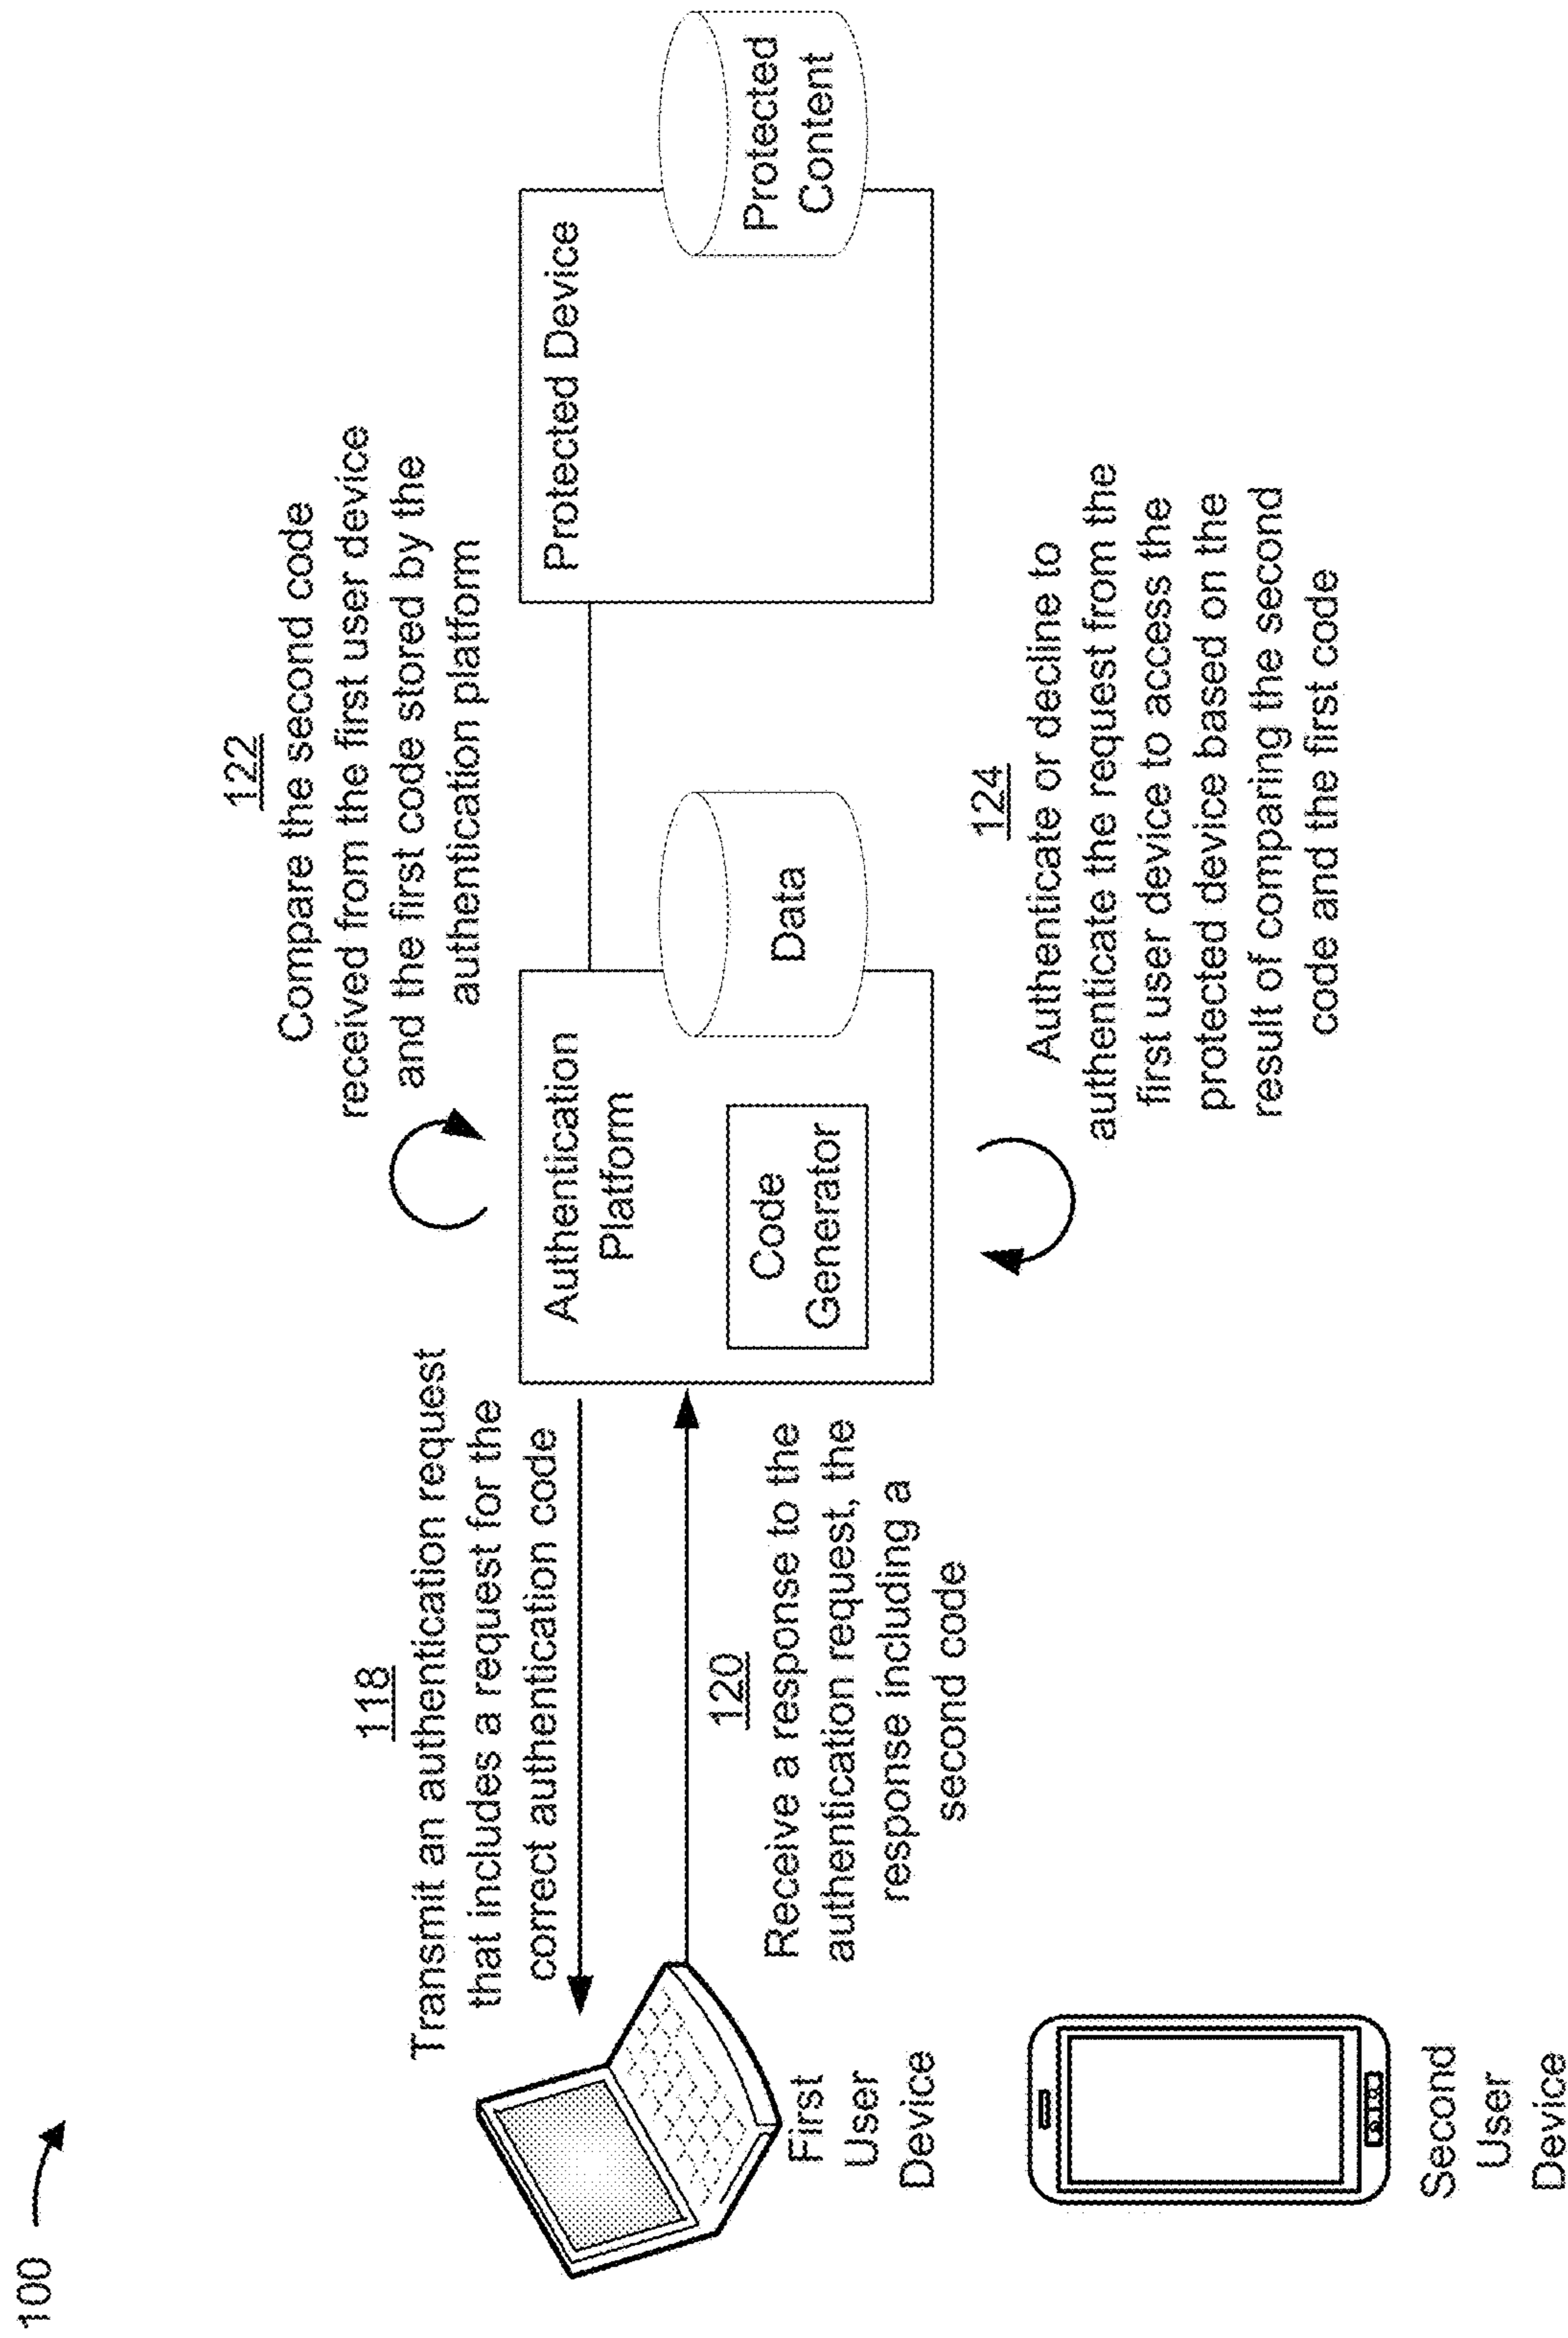 100
118
Transmit an authentication request
that includes a request for the
correct authentication code
120
Receive a response to the
authentication request, the
response including a
second code
First
User
Device
Second
User
Device
122
Compare the second code
received from the first user device
and the first code stored by the
authentication platform
Authentication
Platform
Code
Generator
Data
124
Authenticate or decline to
authenticate the request from the
first user device to access the
protected device based on the
result of comparing the second
code and the first code
Protected Device
Protected
Content